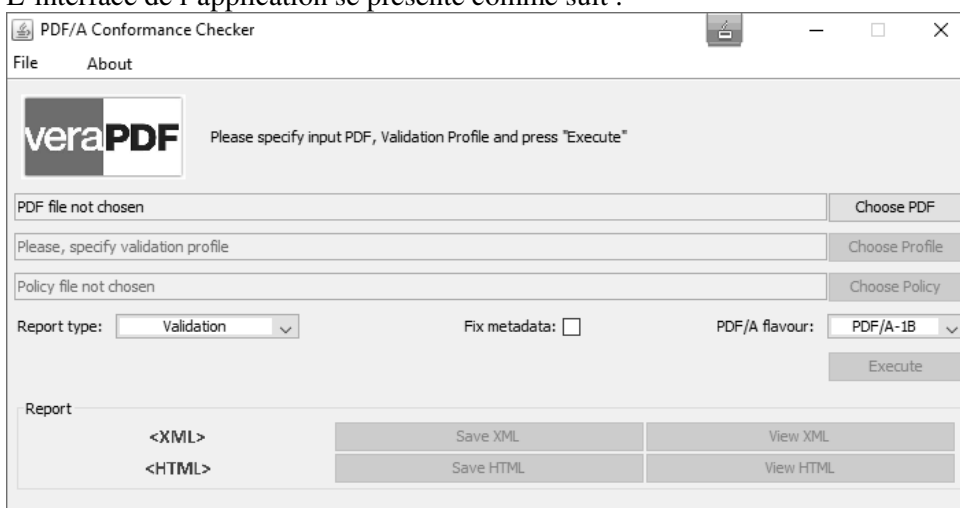 L'interface de l'application se présente comme suit :
PDF/A Conformance Checker
File About
veraPDF Please specify input PDF, Validation Profile and press "Execute"
PDF file not chosen Choose PDF
Please, specify validation profile Choose Profile
Policy file not chosen Choose Policy
Report type: Validation Fix metadata: PDF/A flavour: PDF/A-1B
Execute
Report
<XML> Save XML View XML
<HTML> Save HTML View HTML